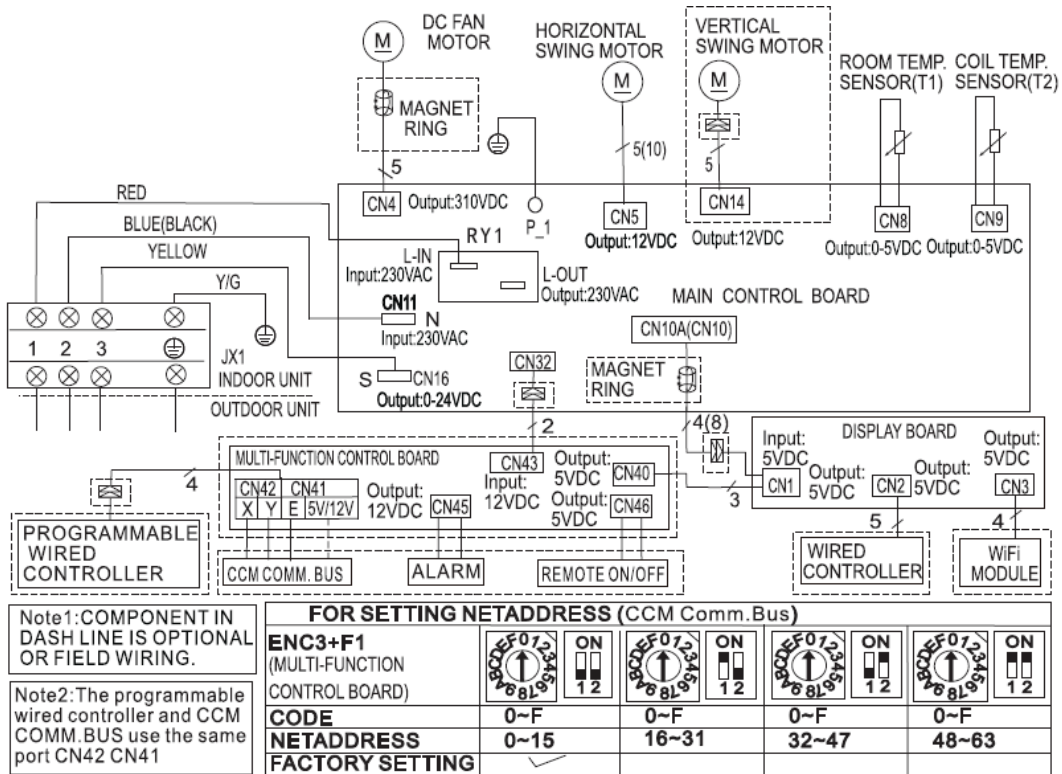 DC FAN
MOTOR
M
MAGNET
RING
5
HORIZONTAL
SWING MOTOR
M
5(10)
VERTICAL
SWING MOTOR
M
5
ROOM TEMP.
SENSOR(T1)
COIL TEMP.
SENSOR(T2)
RED
BLUE(BLACK)
YELLOW
Y/G
CN4
Output:310VDC
P_1
CN5
Output:12VDC
CN14
Output:12VDC
CN8
Output:0-5VDC
CN9
Output:0-5VDC
RY1
L-IN
Input:230VAC
L-OUT
Output:230VAC
CN11
N
Input:230VAC
MAIN CONTROL BOARD
CN10A(CN10)
MAGNET
RING
1 2 3
JX1
INDOOR UNIT
OUTDOOR UNIT
S
CN16
Output:0-24VDC
CN32
2
4(8)
MULTI-FUNCTION CONTROL BOARD
4
CN42 CN41
X Y E 5V/12V
Output:
12VDC
CN45
CN43
Input:
12VDC
Output:
5VDC
CN40
Output:
5VDC
CN46
3
DISPLAY BOARD
Input:
5VDC
CN1
Output:
5VDC
CN2
Output:
5VDC
Output:
5VDC
CN3
5
4
PROGRAMMABLE
WIRED
CONTROLLER
CCM COMM. BUS
ALARM
REMOTE ON/OFF
WIRED
CONTROLLER
WiFi
MODULE
Note1:COMPONENT IN
DASH LINE IS OPTIONAL
OR FIELD WIRING.
Note2:The programmable
wired controller and CCM
COMM.BUS use the same
port CN42 CN41
FOR SETTING NETADDRESS (CCM Comm.Bus)
ENC3+F1
(MULTI-FUNCTION
CONTROL BOARD)
0123456789ABCDEF
ON
1 2
0123456789ABCDEF
ON
1 2
0123456789ABCDEF
ON
1 2
0123456789ABCDEF
ON
1 2
CODE 0~F 0~F 0~F 0~F
NETADDRESS 0~15 16~31 32~47 48~63
FACTORY SETTING